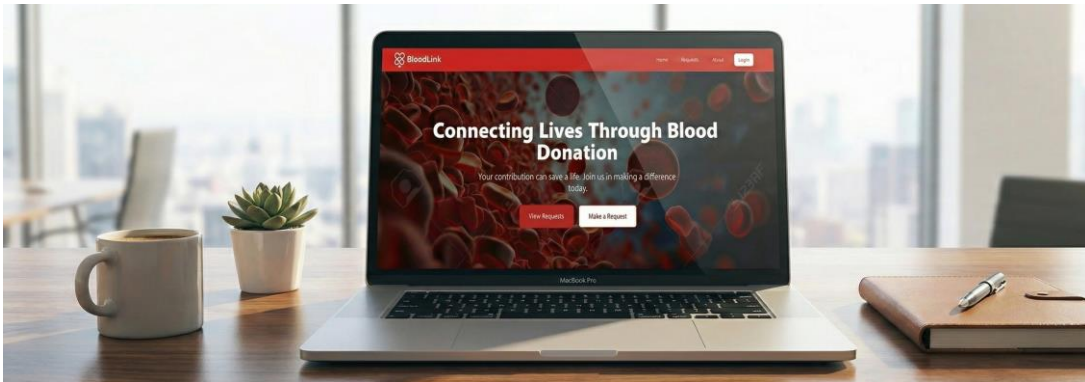 BloodLink
Home Requests About Login
Connecting Lives Through Blood
Donation
Your contribution can save a life. Join us in making a difference
today.
View Requests Make a Request
MacBook Pro